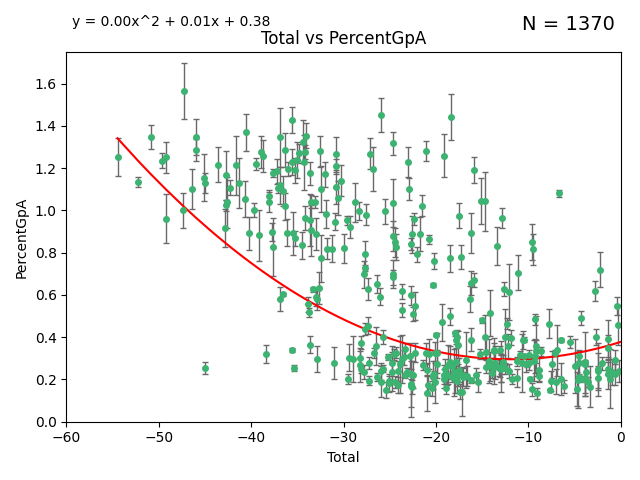 y = 0.00x^2 + 0.01x + 0.38
N = 1370
Total vs PercentGpA
PercentGpA
1.6
1.4
1.2
1.0
0.8
0.6
0.4
0.2
0.0
−60 −50 −40 −30 −20 −10 0
Total